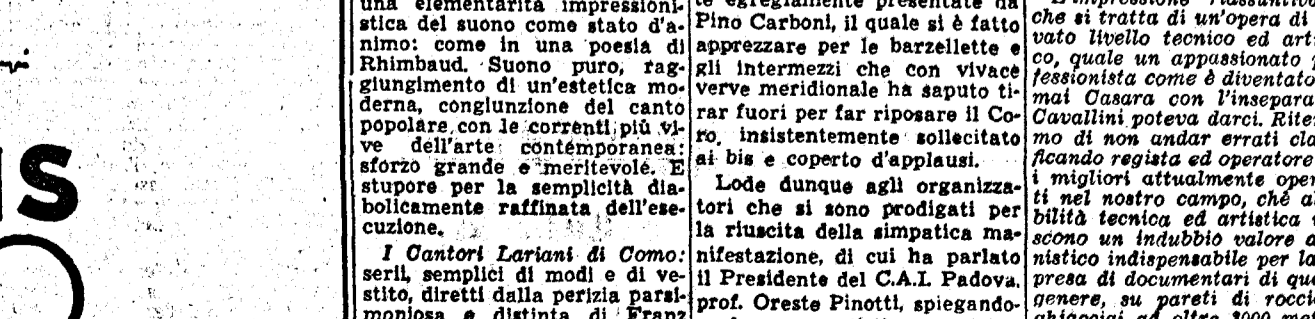 IS
una elementarità impressioni-
stica del suono come stato d'a-
nimo: come in una poesia di
Rhimbaud. Suono puro, rag-
giungimento di un'estetica mo-
derna, congiunzione del canto
popolare con le correnti più vi-
ve dell'arte contemporanea:
sforzo grande e meritevole. E
stupore per la semplicità dia-
bolicamente raffinata dell'ese-
cuzione.
I Cantori Lariani di Como:
serii, semplici di modi e di ve-
stito, diretti dalla perizia parsi-
moniosa e distinta di Franz
te egregiamente presentate da
Pino Carboni, il quale si è fatto
apprezzare per le barzellette e
gli intermezzi che con vivace
verve meridionale ha saputo ti-
rar fuori per far riposare il Co-
ro, insistentemente sollecitato
ai bis e coperto d'applausi.
Lode dunque agli organizza-
tori che si sono prodigati per
la riuscita della simpatica ma-
nifestazione, di cui ha parlato
il Presidente del C.A.I. Padova,
prof. Oreste Pinotti, spiegando-
che si tratta di un'opera di
vato livello tecnico ed art
co, quale un appassionato
fessionista come è diventato
mai Casara con l'insepara
Cavallini poteva darci. Rite
mo di non andar errati cla
ficando regista ed operatore
i migliori attualmente oper
ti nel nostro campo, chè a
bilità tecnica ed artistica
scono un indubbio valore a
nistico indispensabile per la
presa di documentari di que
genere, su pareti di rocci
ghiacciai ad oltre 3000